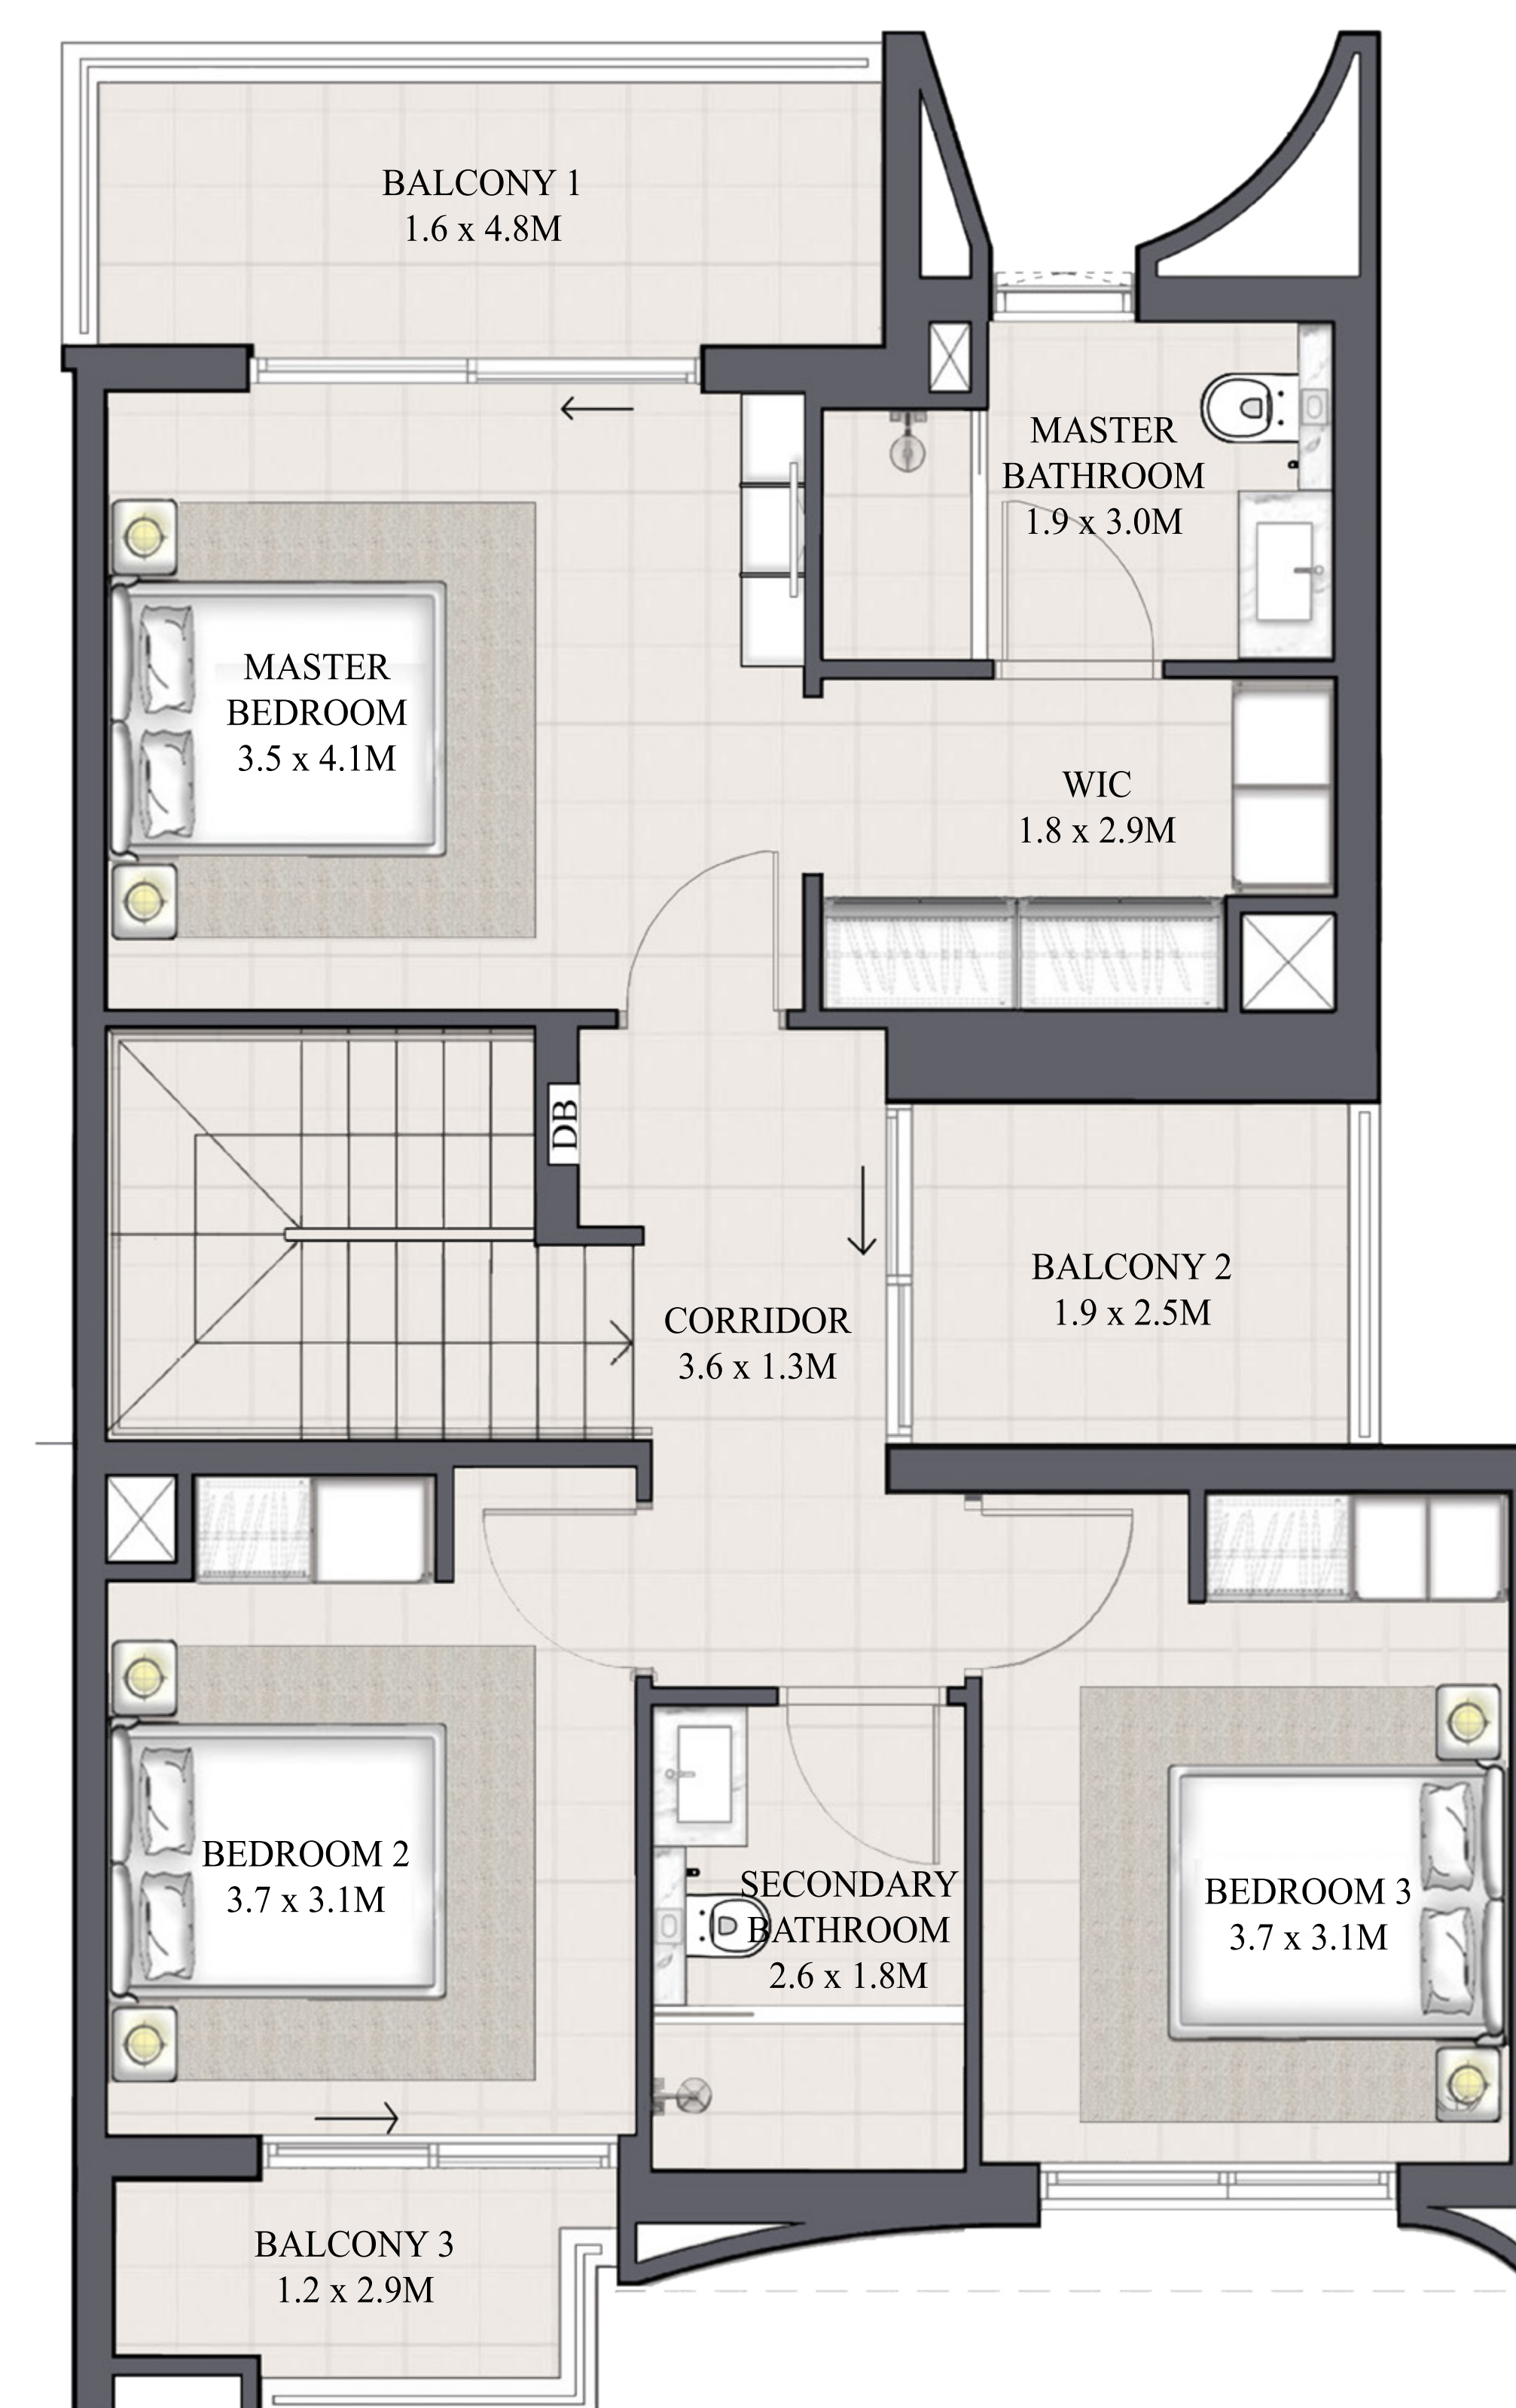 BALCONY 1
1.6 x 4.8M
MASTER
BATHROOM
1.9 x 3.0M
MASTER
BEDROOM
3.5 x 4.1M
WIC
1.8 x 2.9M
DB
BALCONY 2
1.9 x 2.5M
CORRIDOR
3.6 x 1.3M
BEDROOM 2
3.7 x 3.1M
SECONDARY
BATHROOM
2.6 x 1.8M
BEDROOM 3
3.7 x 3.1M
BALCONY 3
1.2 x 2.9M